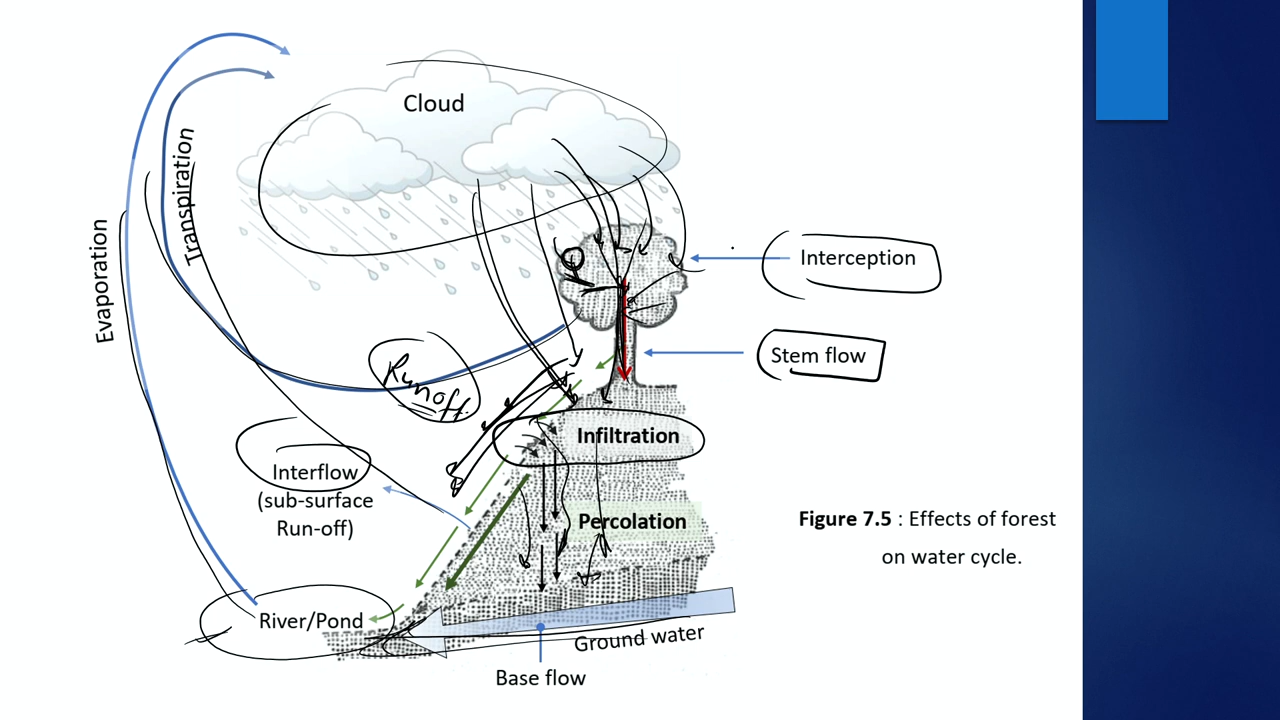 Cloud
Transpiration
Evaporation
Interception
Stem flow
Runoff
Infiltration
Interflow
(sub-surface
Run-off)
Percolation
Figure 7.5 : Effects of forest
on water cycle.
River/Pond
Ground water
Base flow